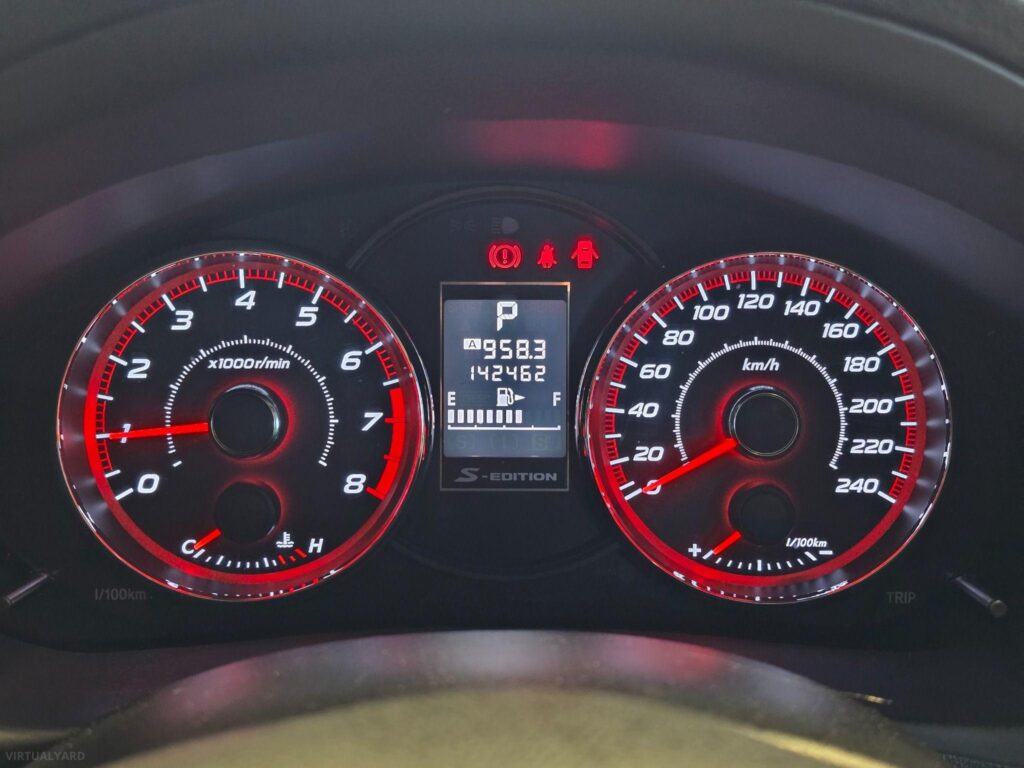 P
A 958.3
142462
E F
S-EDITION
0
1
2
3
4
5
6
7
8
x1000r/min
C H
l/100km
0
20
40
60
80
100
120
140
160
180
200
220
240
km/h
+ l/100km -
TRIP
VIRTUALYARD